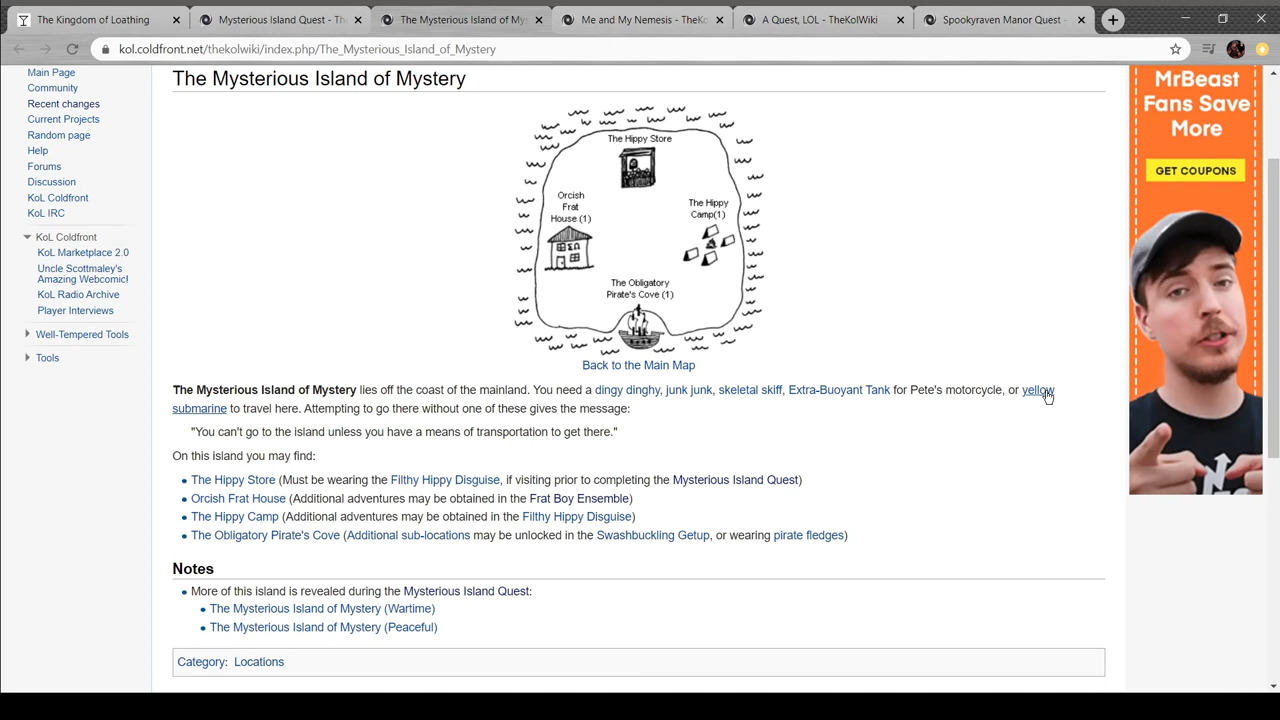 The Kingdom of Loathing
Mysterious Island Quest - The
The Mysterious Island of My
Me and My Nemesis - TheKo
A Quest, LOL - TheKolWiki
Spookyraven Manor Quest -
kol.coldfront.net/thekolwiki/index.php/The_Mysterious_Island_of_Mystery
Main Page
Community
Recent changes
Current Projects
Random page
Help
Forums
Discussion
KoL Coldfront
KoL IRC
KoL Coldfront
KoL Marketplace 2.0
Uncle Scottmaley's
Amazing Webcomic!
KoL Radio Archive
Player Interviews
Well-Tempered Tools
Tools
The Mysterious Island of Mystery
The Hippy Store
Orcish
Frat
House (1)
The Hippy
Camp(1)
The Obligatory
Pirate's Cove (1)
Back to the Main Map
The Mysterious Island of Mystery lies off the coast of the mainland. You need a dingy dinghy, junk junk, skeletal skiff, Extra-Buoyant Tank for Pete's motorcycle, or yellow
submarine to travel here. Attempting to go there without one of these gives the message:
"You can't go to the island unless you have a means of transportation to get there."
On this island you may find:
The Hippy Store (Must be wearing the Filthy Hippy Disguise, if visiting prior to completing the Mysterious Island Quest)
Orcish Frat House (Additional adventures may be obtained in the Frat Boy Ensemble)
The Hippy Camp (Additional adventures may be obtained in the Filthy Hippy Disguise)
The Obligatory Pirate's Cove (Additional sub-locations may be unlocked in the Swashbuckling Getup, or wearing pirate fledges)
Notes
More of this island is revealed during the Mysterious Island Quest:
The Mysterious Island of Mystery (Wartime)
The Mysterious Island of Mystery (Peaceful)
Category: Locations
MrBeast
Fans Save
More
GET COUPONS